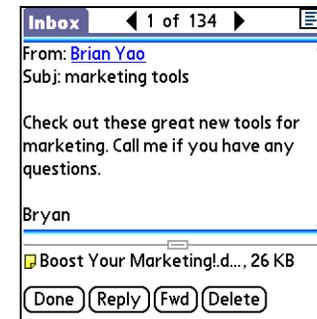 Inbox 1 of 134
From: Brian Yao
Subj: marketing tools
Check out these great new tools for
marketing. Call me if you have any
questions.
Bryan
Boost Your Marketing!.d..., 26 KB
Done Reply Fwd Delete